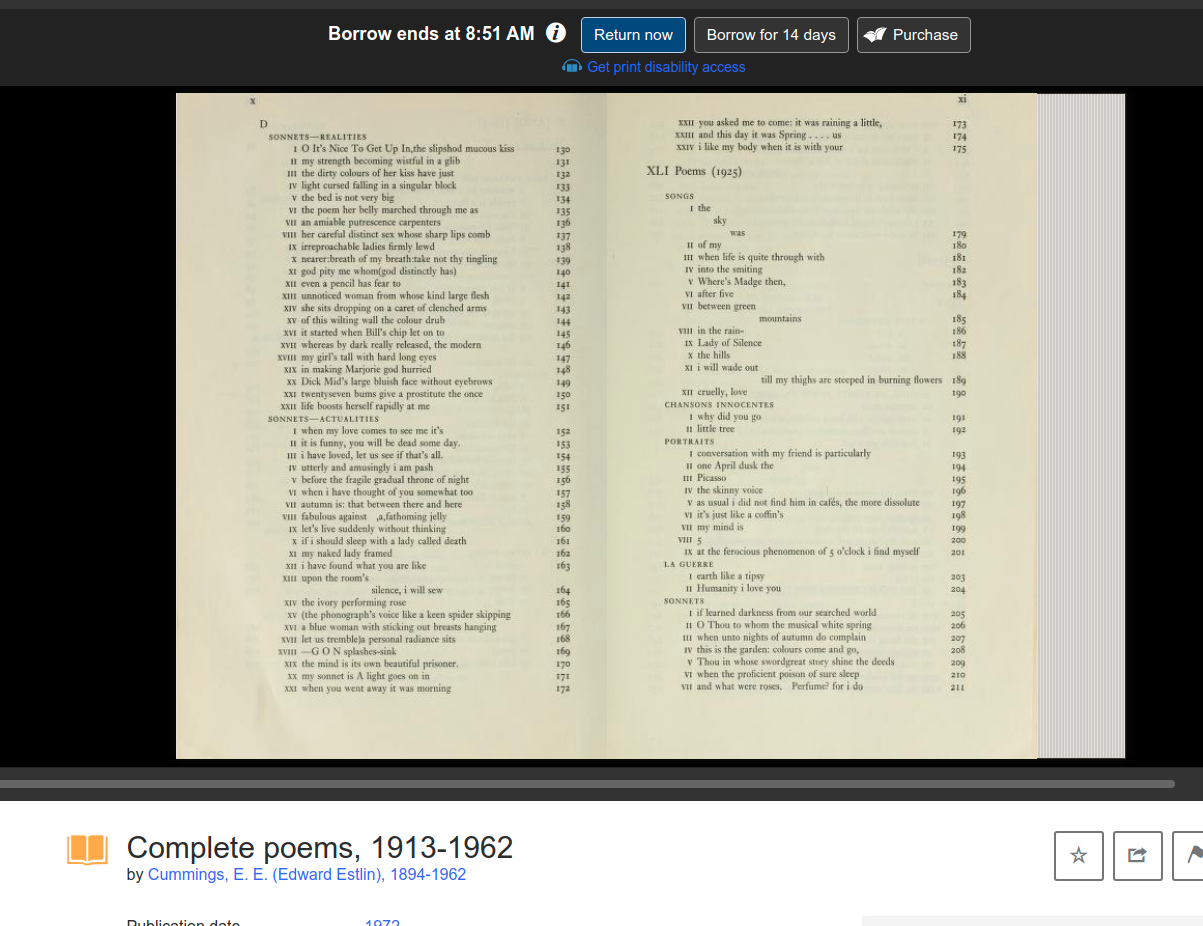 Borrow ends at 8:51 AM
Return now
Borrow for 14 days
Purchase
Get print disability access
x
D
SONNETS—REALITIES
I O It's Nice To Get Up In,the slipshod mucous kiss 130
II my strength becoming wistful in a glib 131
III the dirty colours of her kiss have just 132
IV light cursed falling in a singular block 133
V the bed is not very big 134
VI the poem her belly marched through me as 135
VII an amiable putrescence carpenters 136
VIII her careful distinct sex whose sharp lips comb 137
IX irreproachable ladies firmly lewd 138
X nearer:breath of my breath:take not thy tingling 139
XI god pity me whom(god distinctly has) 140
XII even a pencil has fear to 141
XIII unnoticed woman from whose kind large flesh 142
XIV she sits dropping on a caret of clenched arms 143
XV of this wilting wall the colour drub 144
XVI it started when Bill's chip let on to 145
XVII whereas by dark really released, the modern 146
XVIII my girl's tall with hard long eyes 147
XIX in making Marjorie god hurried 148
XX Dick Mid's large bluish face without eyebrows 149
XXI twentyseven bums give a prostitute the once 150
XXII life boosts herself rapidly at me 151
SONNETS—ACTUALITIES
I when my love comes to see me it's 152
II it is funny, you will be dead some day. 153
III i have loved, let us see if that's all. 154
IV utterly and amusingly i am pash 155
V before the fragile gradual throne of night 156
VI when i have thought of you somewhat too 157
VII autumn is: that between there and here 158
VIII fabulous against ,a,fathoming jelly 159
IX let's live suddenly without thinking 160
X if i should sleep with a lady called death 161
XI my naked lady framed 162
XII i have found what you are like 163
XIII upon the room's
silence, i will sew 164
XIV the ivory performing rose 165
XV (the phonograph's voice like a keen spider skipping 166
XVI a blue woman with sticking out breasts hanging 167
XVII let us tremble)a personal radiance sits 168
XVIII —G O N splashes-sink 169
XIX the mind is its own beautiful prisoner. 170
XX my sonnet is A light goes on in 171
XXI when you went away it was morning 172
xi
XXII you asked me to come: it was raining a little, 173
XXIII and this day it was Spring . . . . us 174
XXIV i like my body when it is with your 175
XLI Poems (1925)
SONGS
I the
sky
was 179
II of my 180
III when life is quite through with 181
IV into the smiting 182
V Where's Madge then, 183
VI after five 184
VII between green
mountains 185
VIII in the rain- 186
IX Lady of Silence 187
X the hills 188
XI i will wade out
till my thighs are steeped in burning flowers 189
XII cruelly, love 190
CHANSONS INNOCENTES
I why did you go 191
II little tree 192
PORTRAITS
I conversation with my friend is particularly 193
II one April dusk the 194
III Picasso 195
IV the skinny voice 196
V as usual i did not find him in cafés, the more dissolute 197
VI it's just like a coffin's 198
VII my mind is 199
VIII 5 200
IX at the ferocious phenomenon of 5 o'clock i find myself 201
LA GUERRE
I earth like a tipsy 203
II Humanity i love you 204
SONNETS
I if learned darkness from our searched world 205
II O Thou to whom the musical white spring 206
III when unto nights of autumn do complain 207
IV this is the garden: colours come and go, 208
V Thou in whose swordgreat story shine the deeds 209
VI when the proficient poison of sure sleep 210
VII and what were roses. Perfume? for i do 211
Complete poems, 1913-1962
by Cummings, E. E. (Edward Estlin), 1894-1962
Publication date 1972